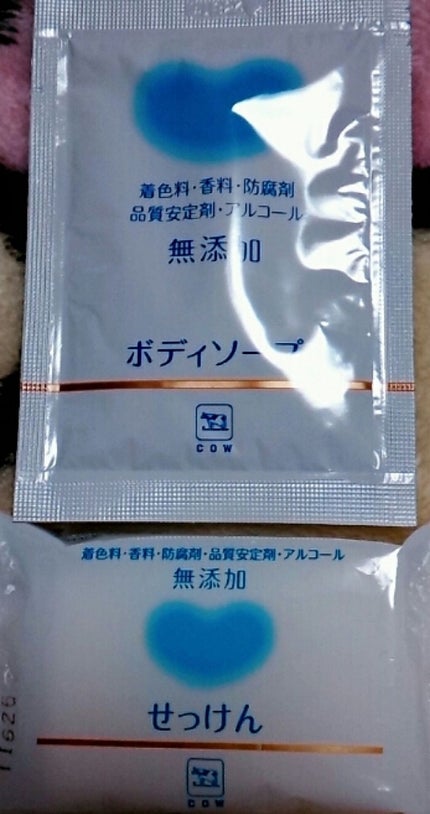 着色料・香料・防腐剤
品質安定剤・アルコール
無添加
ボディソープ
COW
着色料・香料・防腐剤・品質安定剤・アルコール
無添加
せっけん
COW